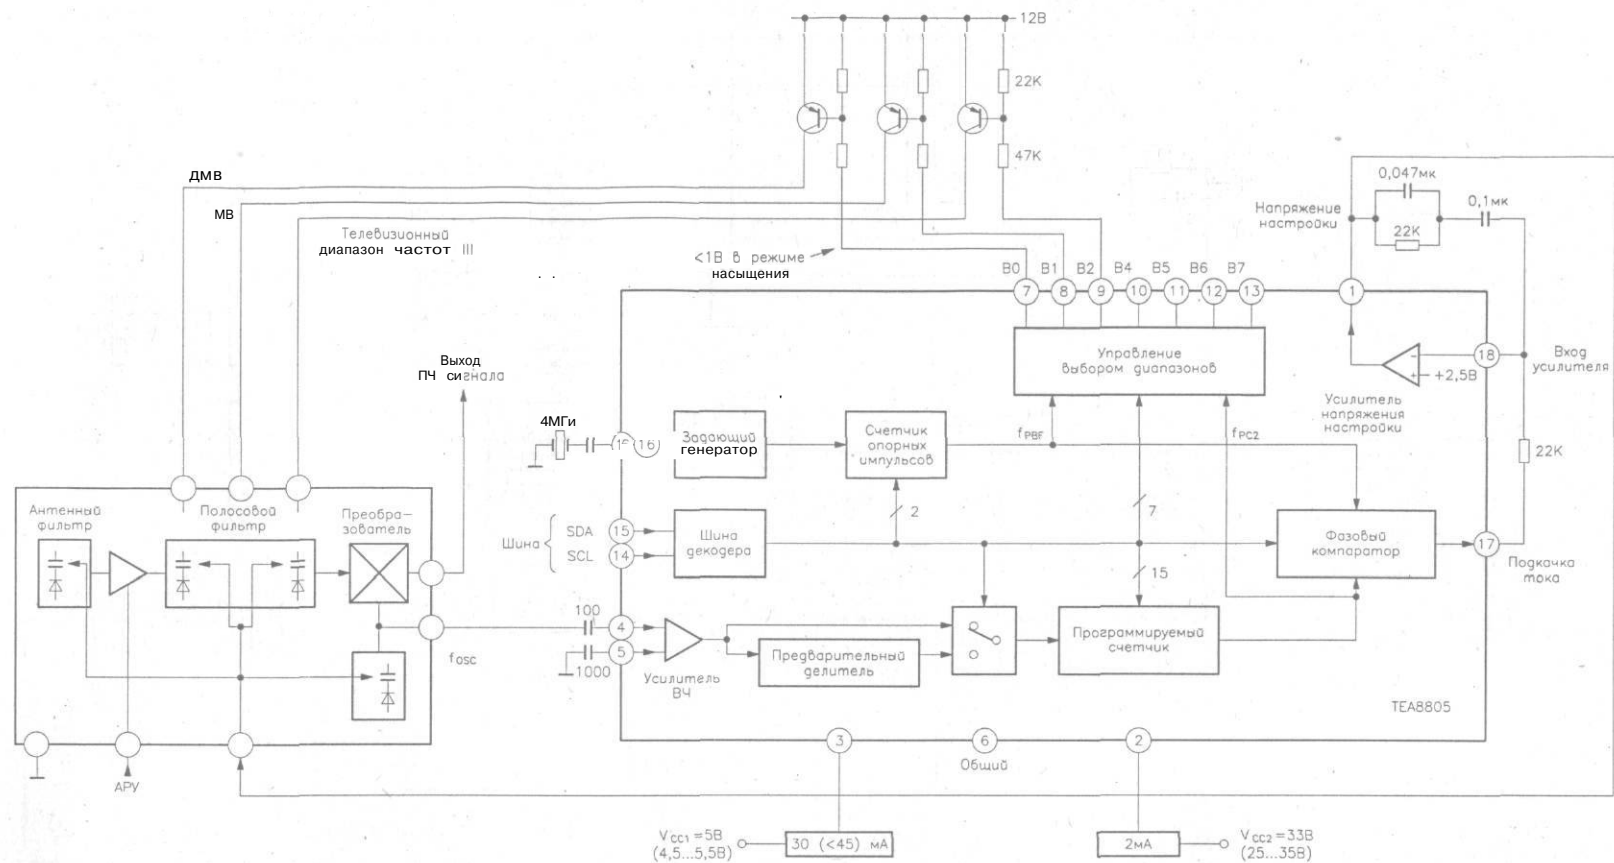 12В
22К
47К
ДМВ
МВ
Телевизионный
диапазон частот III
<1В в режиме
насыщения
0,047мк
0,1мк
Напряжение
настройки
22К
B0 B1 B2 B4 B5 B6 B7
7 8 9 10 11 12 13 1
Управление
выбором диапазонов
18
+2,5В
Вход
усилителя
Усилитель
напряжения
настройки
Выход
ПЧ сигнала
4МГи
16
Задающий
генератор
Счетчик
опорных
импульсов
fPBF
fPC2
22К
Антенный
фильтр
Полосовой
фильтр
Преобра-
зователь
Шина
SDA
SCL
15
14
Шина
декодера
2
7
15
Фазовый
компаратор
17
Подкачка
тока
100
4
5
1000
fOSC
Усилитель
ВЧ
Предварительный
делитель
Программируемый
счетчик
TEA8805
3
6
2
Общий
АРУ
VCC1=5В
(4,5...5,5В)
30 (<45) мА
2мА
VCC2=33В
(25...35В)